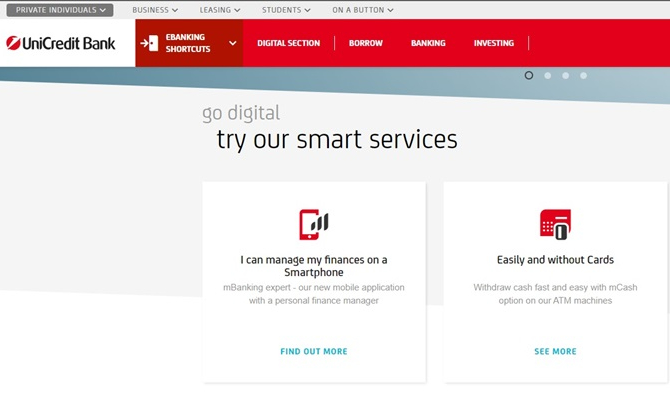 PRIVATE INDIVIDUALS BUSINESS LEASING STUDENTS ON A BUTTON
UniCredit Bank EBANKING SHORTCUTS DIGITAL SECTION BORROW BANKING INVESTING
go digital
try our smart services
I can manage my finances on a
Smartphone
mBanking expert - our new mobile application
with a personal finance manager
FIND OUT MORE
Easily and without Cards
Withdraw cash fast and easy with mCash
option on our ATM machines
SEE MORE